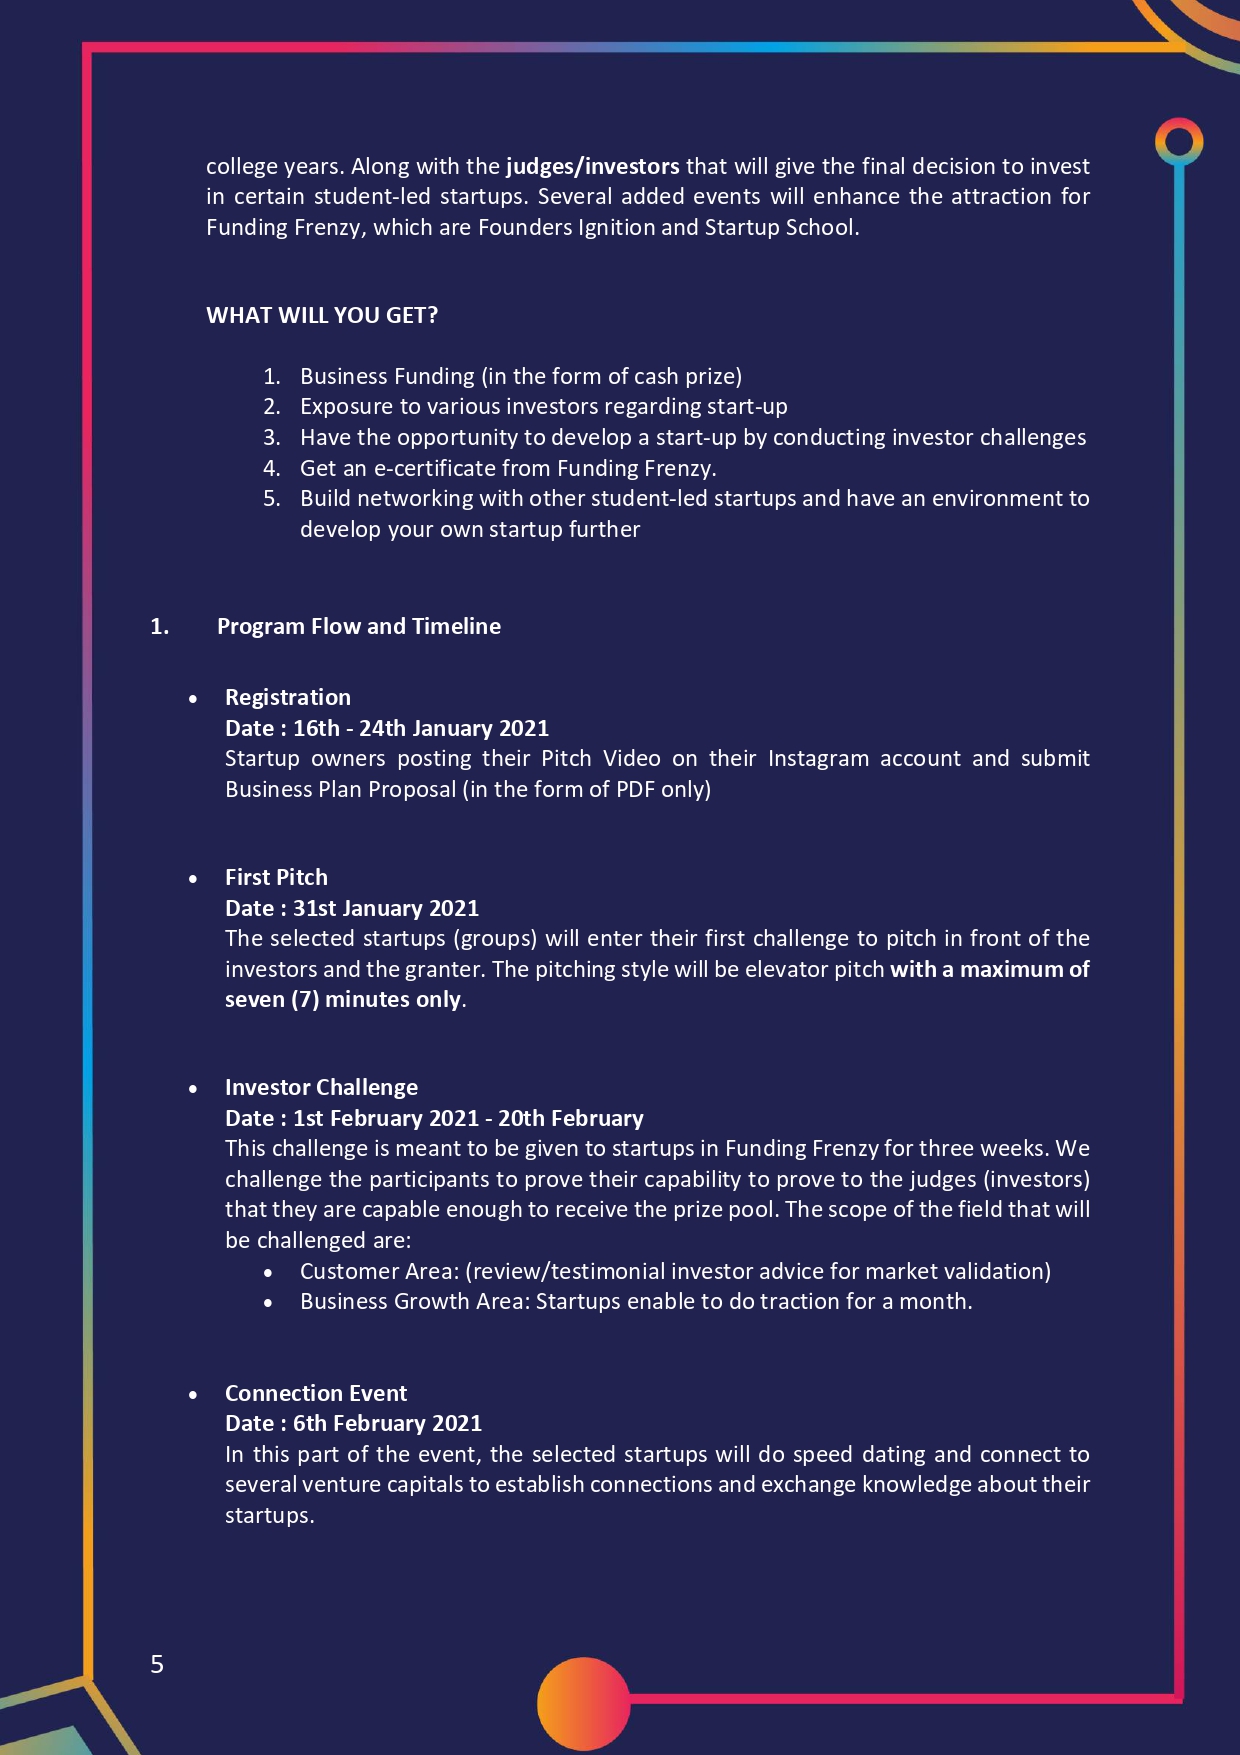 college years. Along with the judges/investors that will give the final decision to invest
in certain student-led startups. Several added events will enhance the attraction for
Funding Frenzy, which are Founders Ignition and Startup School.
WHAT WILL YOU GET?
1. Business Funding (in the form of cash prize)
2. Exposure to various investors regarding start-up
3. Have the opportunity to develop a start-up by conducting investor challenges
4. Get an e-certificate from Funding Frenzy.
5. Build networking with other student-led startups and have an environment to
develop your own startup further
1. Program Flow and Timeline
• Registration
Date : 16th - 24th January 2021
Startup owners posting their Pitch Video on their Instagram account and submit
Business Plan Proposal (in the form of PDF only)
• First Pitch
Date : 31st January 2021
The selected startups (groups) will enter their first challenge to pitch in front of the
investors and the granter. The pitching style will be elevator pitch with a maximum of
seven (7) minutes only.
• Investor Challenge
Date : 1st February 2021 - 20th February
This challenge is meant to be given to startups in Funding Frenzy for three weeks. We
challenge the participants to prove their capability to prove to the judges (investors)
that they are capable enough to receive the prize pool. The scope of the field that will
be challenged are:
• Customer Area: (review/testimonial investor advice for market validation)
• Business Growth Area: Startups enable to do traction for a month.
• Connection Event
Date : 6th February 2021
In this part of the event, the selected startups will do speed dating and connect to
several venture capitals to establish connections and exchange knowledge about their
startups.
5